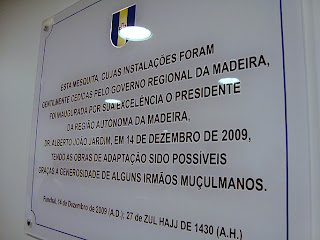 ESTA MESQUITA, CUJAS INSTALAÇÕES FORAM
GENTILMENTE CEDIDAS PELO GOVERNO REGIONAL DA MADEIRA,
FOI INAUGURADA POR SUA EXCELÊNCIA O PRESIDENTE
DA REGIÃO AUTÓNOMA DA MADEIRA,
DR. ALBERTO JOÃO JARDIM, EM 14 DE DEZEMBRO DE 2009,
TENDO AS OBRAS DE ADAPTAÇÃO SIDO POSSÍVEIS
GRAÇAS A GENEROSIDADE DE ALGUNS IRMÃOS MUÇULMANOS.
Funchal, 14 de Dezembro de 2009 (A.D.); 27 de ZUL HAJJ DE 1430 (A.H.)